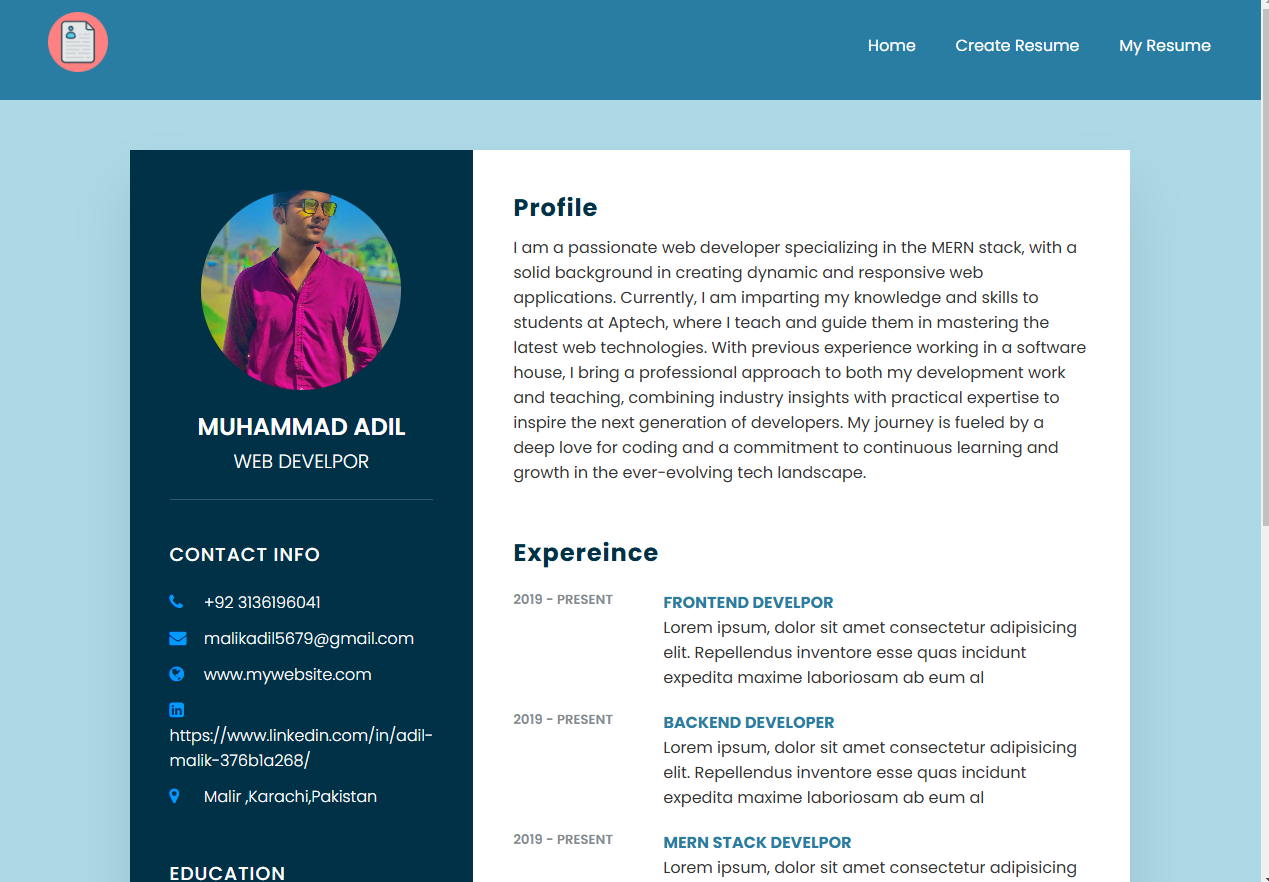 Home Create Resume My Resume
MUHAMMAD ADIL
WEB DEVELPOR
CONTACT INFO
+92 3136196041
malikadil5679@gmail.com
www.mywebsite.com
https://www.linkedin.com/in/adil-
malik-376b1a268/
Malir ,Karachi,Pakistan
EDUCATION
Profile
I am a passionate web developer specializing in the MERN stack, with a
solid background in creating dynamic and responsive web
applications. Currently, I am imparting my knowledge and skills to
students at Aptech, where I teach and guide them in mastering the
latest web technologies. With previous experience working in a software
house, I bring a professional approach to both my development work
and teaching, combining industry insights with practical expertise to
inspire the next generation of developers. My journey is fueled by a
deep love for coding and a commitment to continuous learning and
growth in the ever-evolving tech landscape.
Expereince
2019 - PRESENT
FRONTEND DEVELPOR
Lorem ipsum, dolor sit amet consectetur adipisicing
elit. Repellendus inventore esse quas incidunt
expedita maxime laboriosam ab eum al
2019 - PRESENT
BACKEND DEVELOPER
Lorem ipsum, dolor sit amet consectetur adipisicing
elit. Repellendus inventore esse quas incidunt
expedita maxime laboriosam ab eum al
2019 - PRESENT
MERN STACK DEVELPOR
Lorem ipsum, dolor sit amet consectetur adipisicing